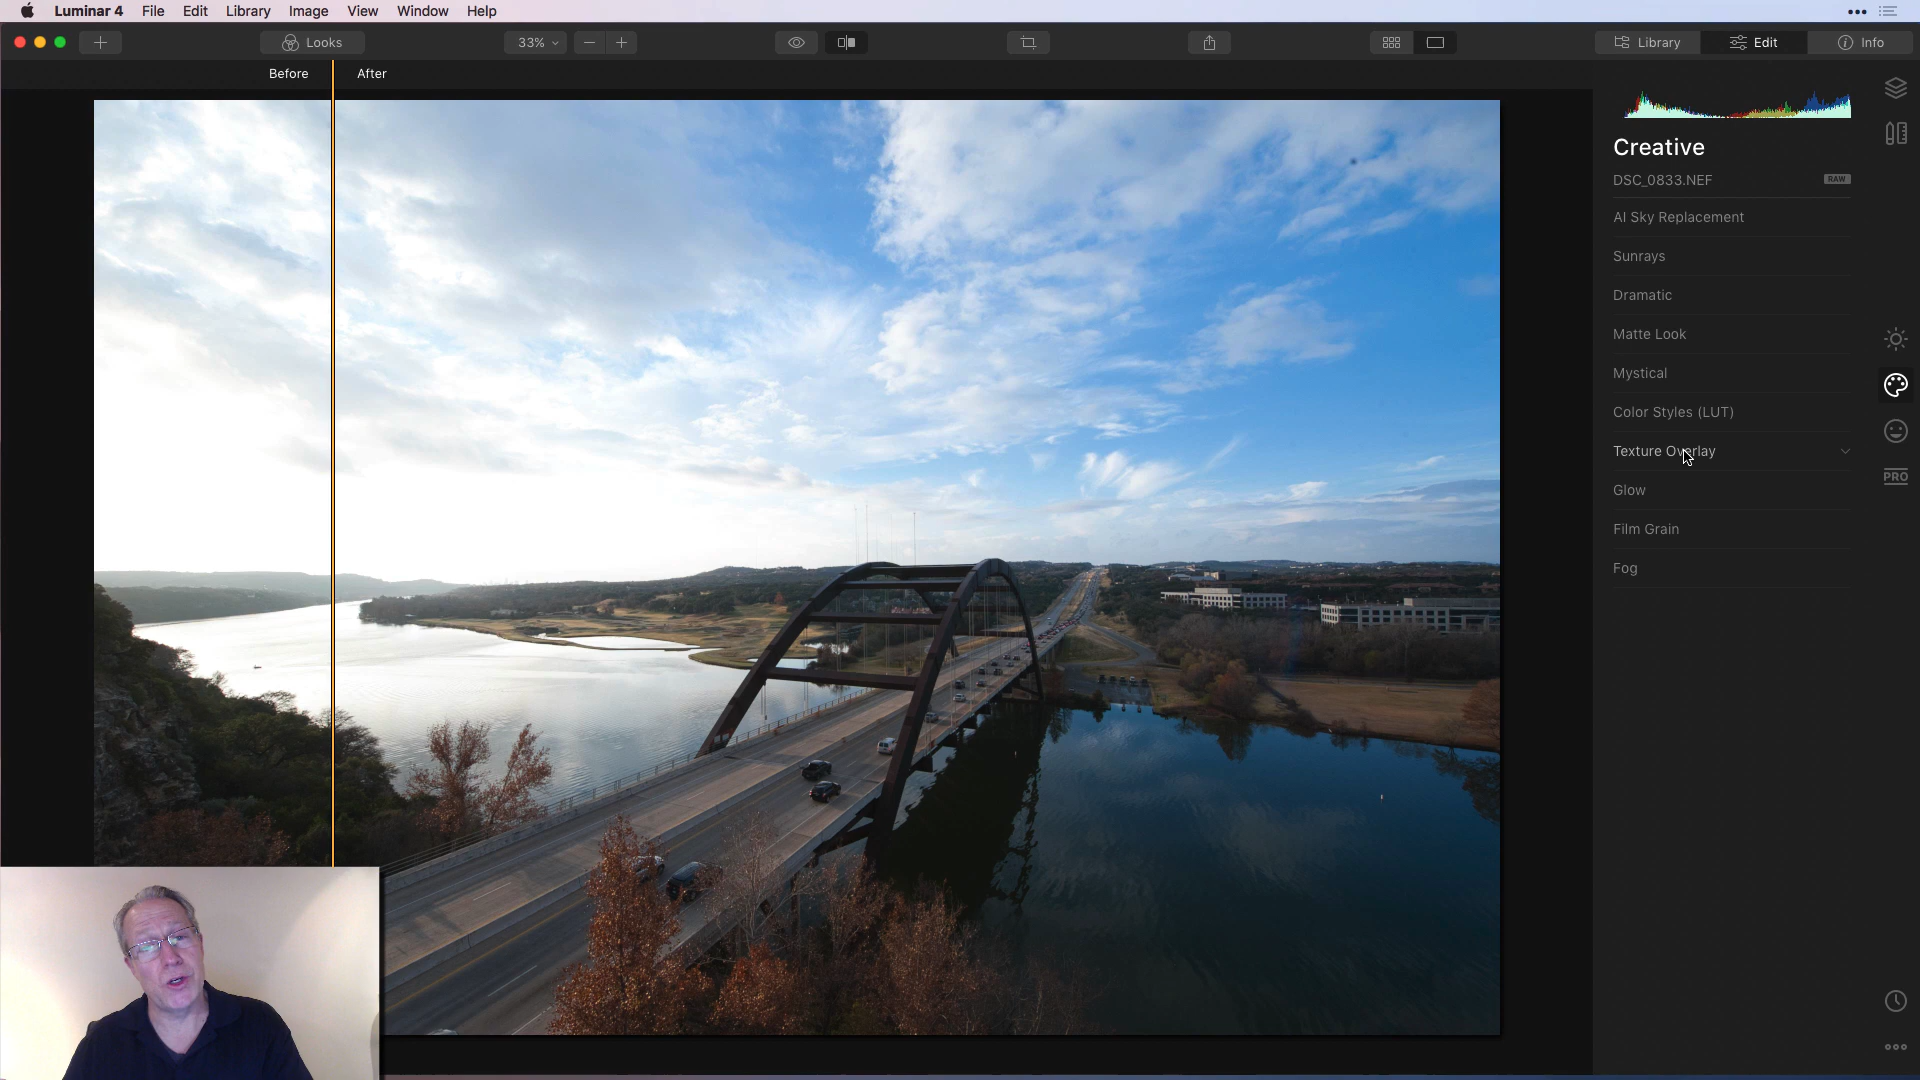 Luminar 4 File Edit Library Image View Window Help
Looks 33% Library Edit Info
Before After
Creative
DSC_0833.NEF RAW
AI Sky Replacement
Sunrays
Dramatic
Matte Look
Mystical
Color Styles (LUT)
Texture Overlay
PRO
Glow
Film Grain
Fog